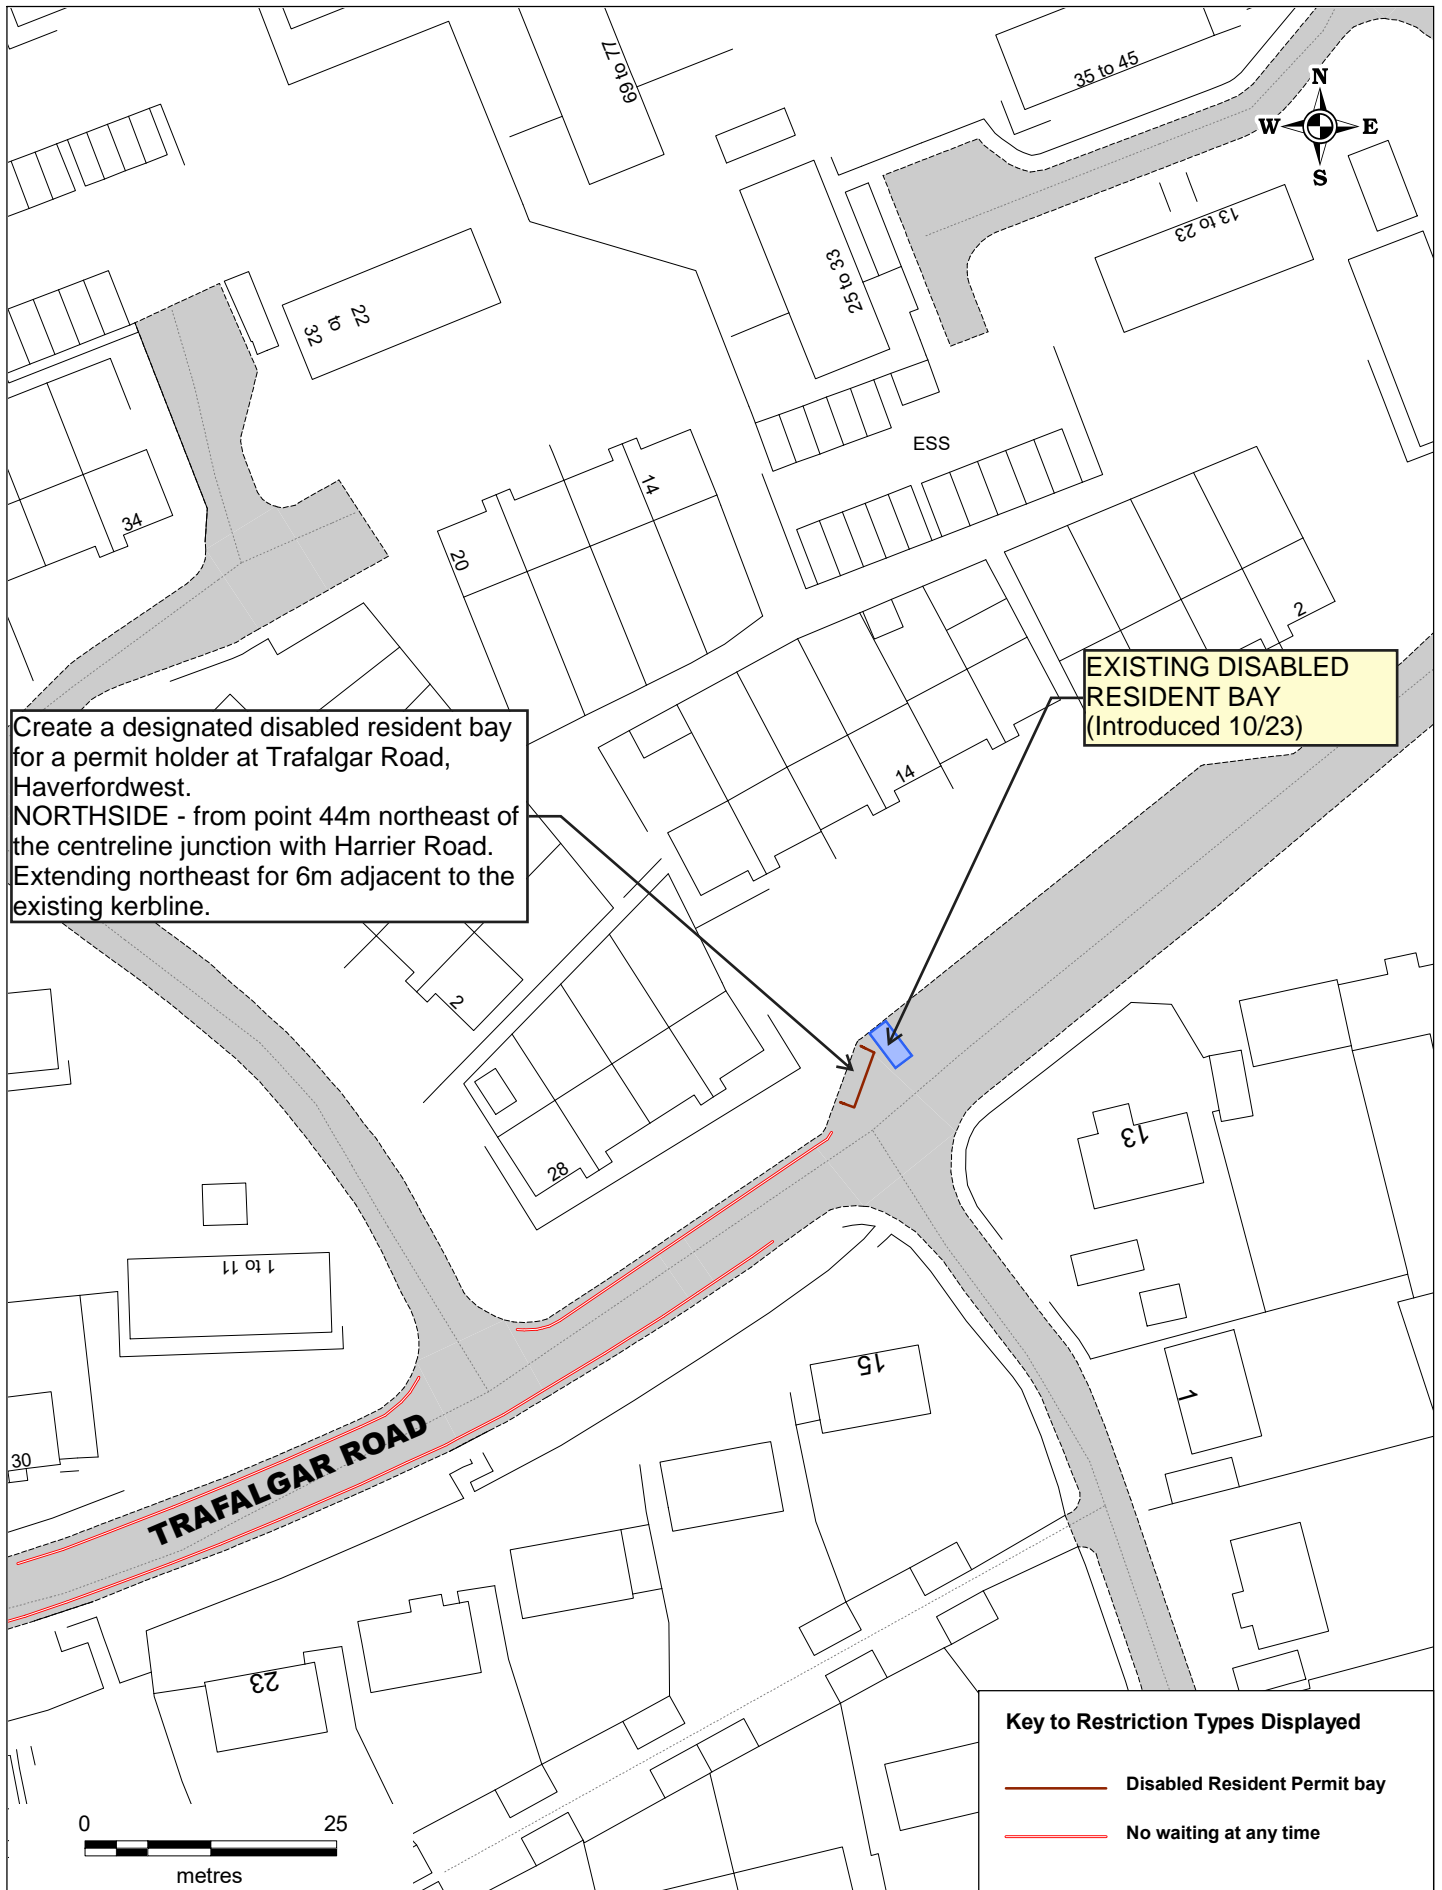 69 to 77
35 to 45
N
W E
S
13 to 23
25 to 33
32 to 22
ESS
14
20
34
2
EXISTING DISABLED
RESIDENT BAY
(Introduced 10/23)
Create a designated disabled resident bay
for a permit holder at Trafalgar Road,
Haverfordwest.
NORTHSIDE - from point 44m northeast of
the centreline junction with Harrier Road.
Extending northeast for 6m adjacent to the
existing kerbline.
14
2
28
13
1 to 11
15
1
30
TRAFALGAR ROAD
23
Key to Restriction Types Displayed
Disabled Resident Permit bay
No waiting at any time
0 25
metres